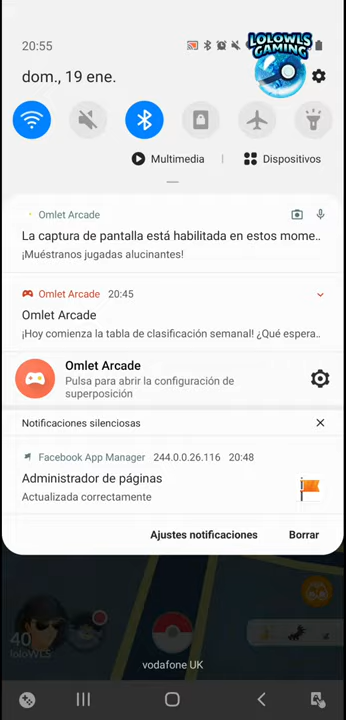 20:55
LOLOWLS
GAMING
dom., 19 ene.
Multimedia
Dispositivos
Omlet Arcade
La captura de pantalla está habilitada en estos mome..
¡Muéstranos jugadas alucinantes!
Omlet Arcade 20:45
Omlet Arcade
¡Hoy comienza la tabla de clasificación semanal! ¿Qué espera..
Omlet Arcade
Pulsa para abrir la configuración de
superposición
Notificaciones silenciosas
Facebook App Manager 244.0.0.26.116 20:48
Administrador de páginas
Actualizada correctamente
Ajustes notificaciones
Borrar
40
loloWLS
vodafone UK